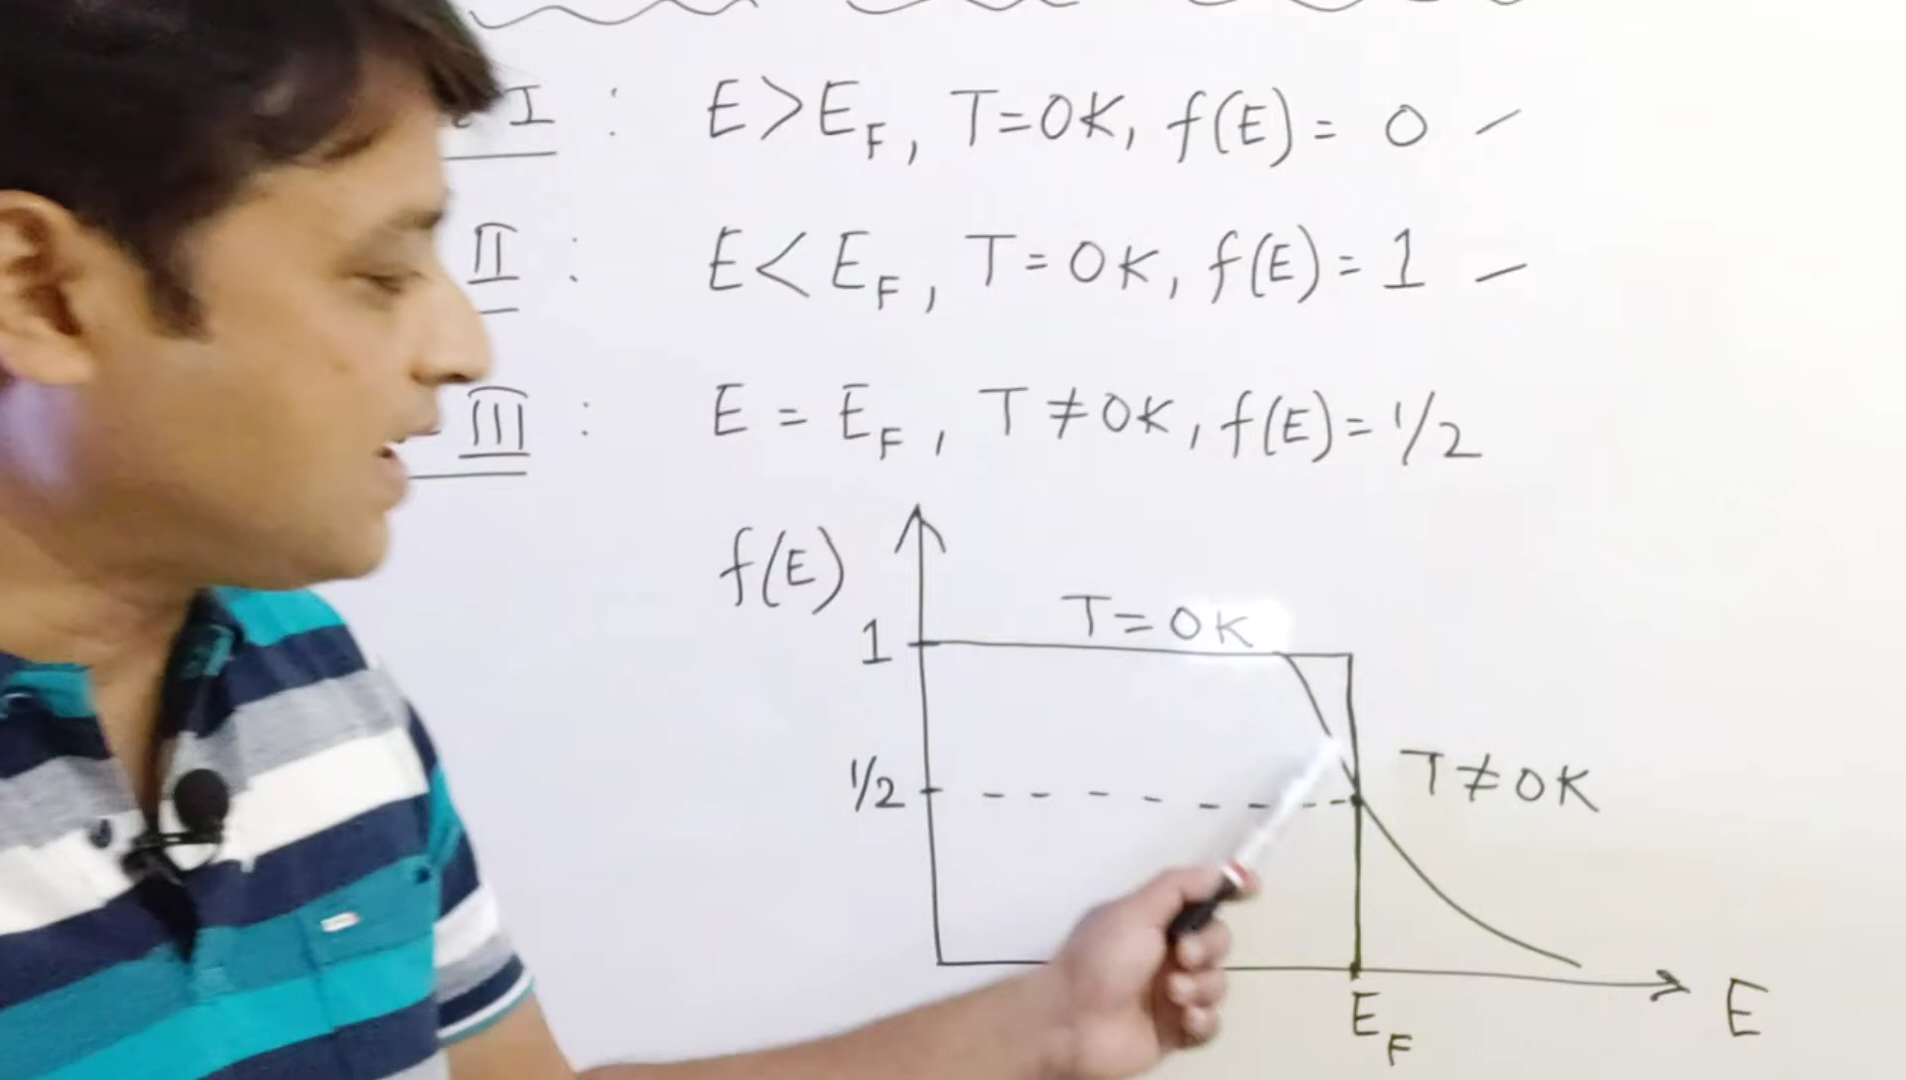 I : E > E_F, T=0K, f(E) = 0 –
II : E < E_F, T=0K, f(E) = 1 –
III : E = E_F, T≠0K, f(E) = 1/2
f(E)
T=0K
1
T≠0K
1/2
E_F
E